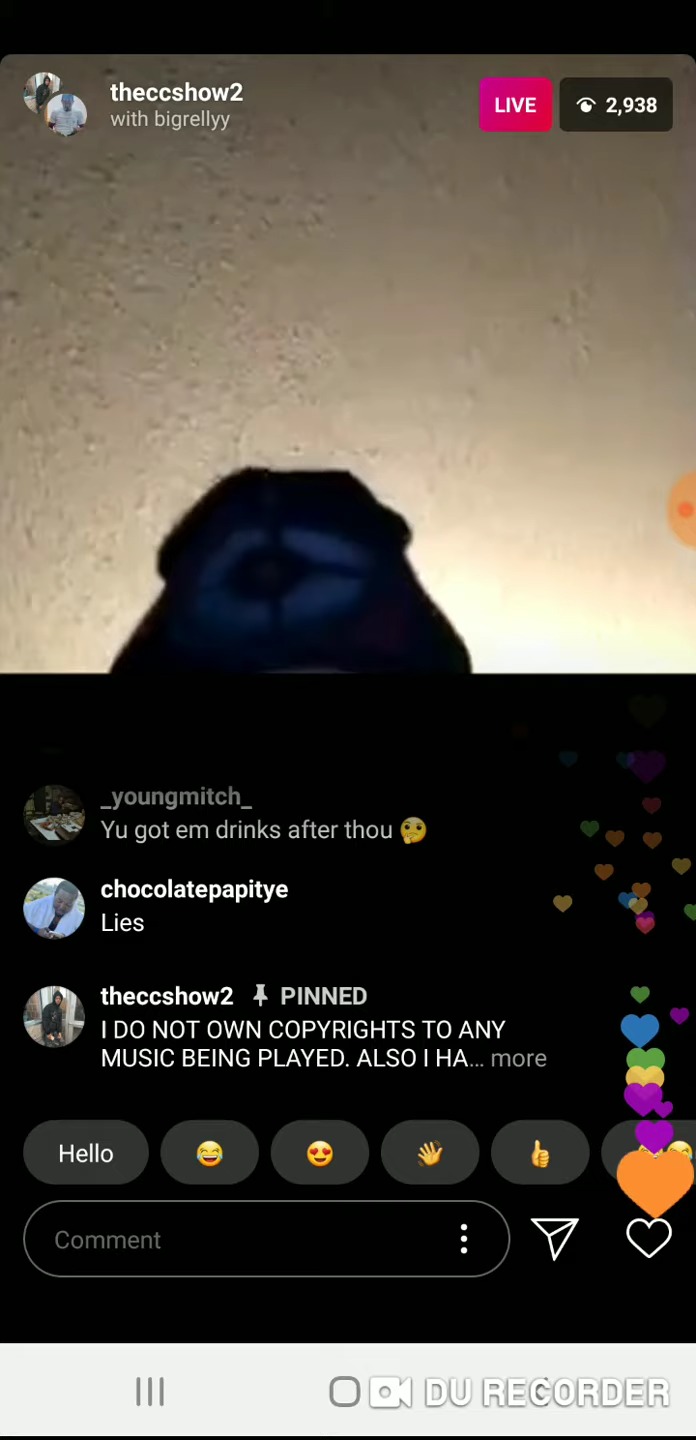 theccshow2
with bigrellyy
LIVE
2,938
_youngmitch_
Yu got em drinks after thou 🤔
chocolatepapitye
Lies
theccshow2 PINNED
I DO NOT OWN COPYRIGHTS TO ANY
MUSIC BEING PLAYED. ALSO I HA... more
Hello 😂 😍 👋 👍
Comment
DU RECORDER